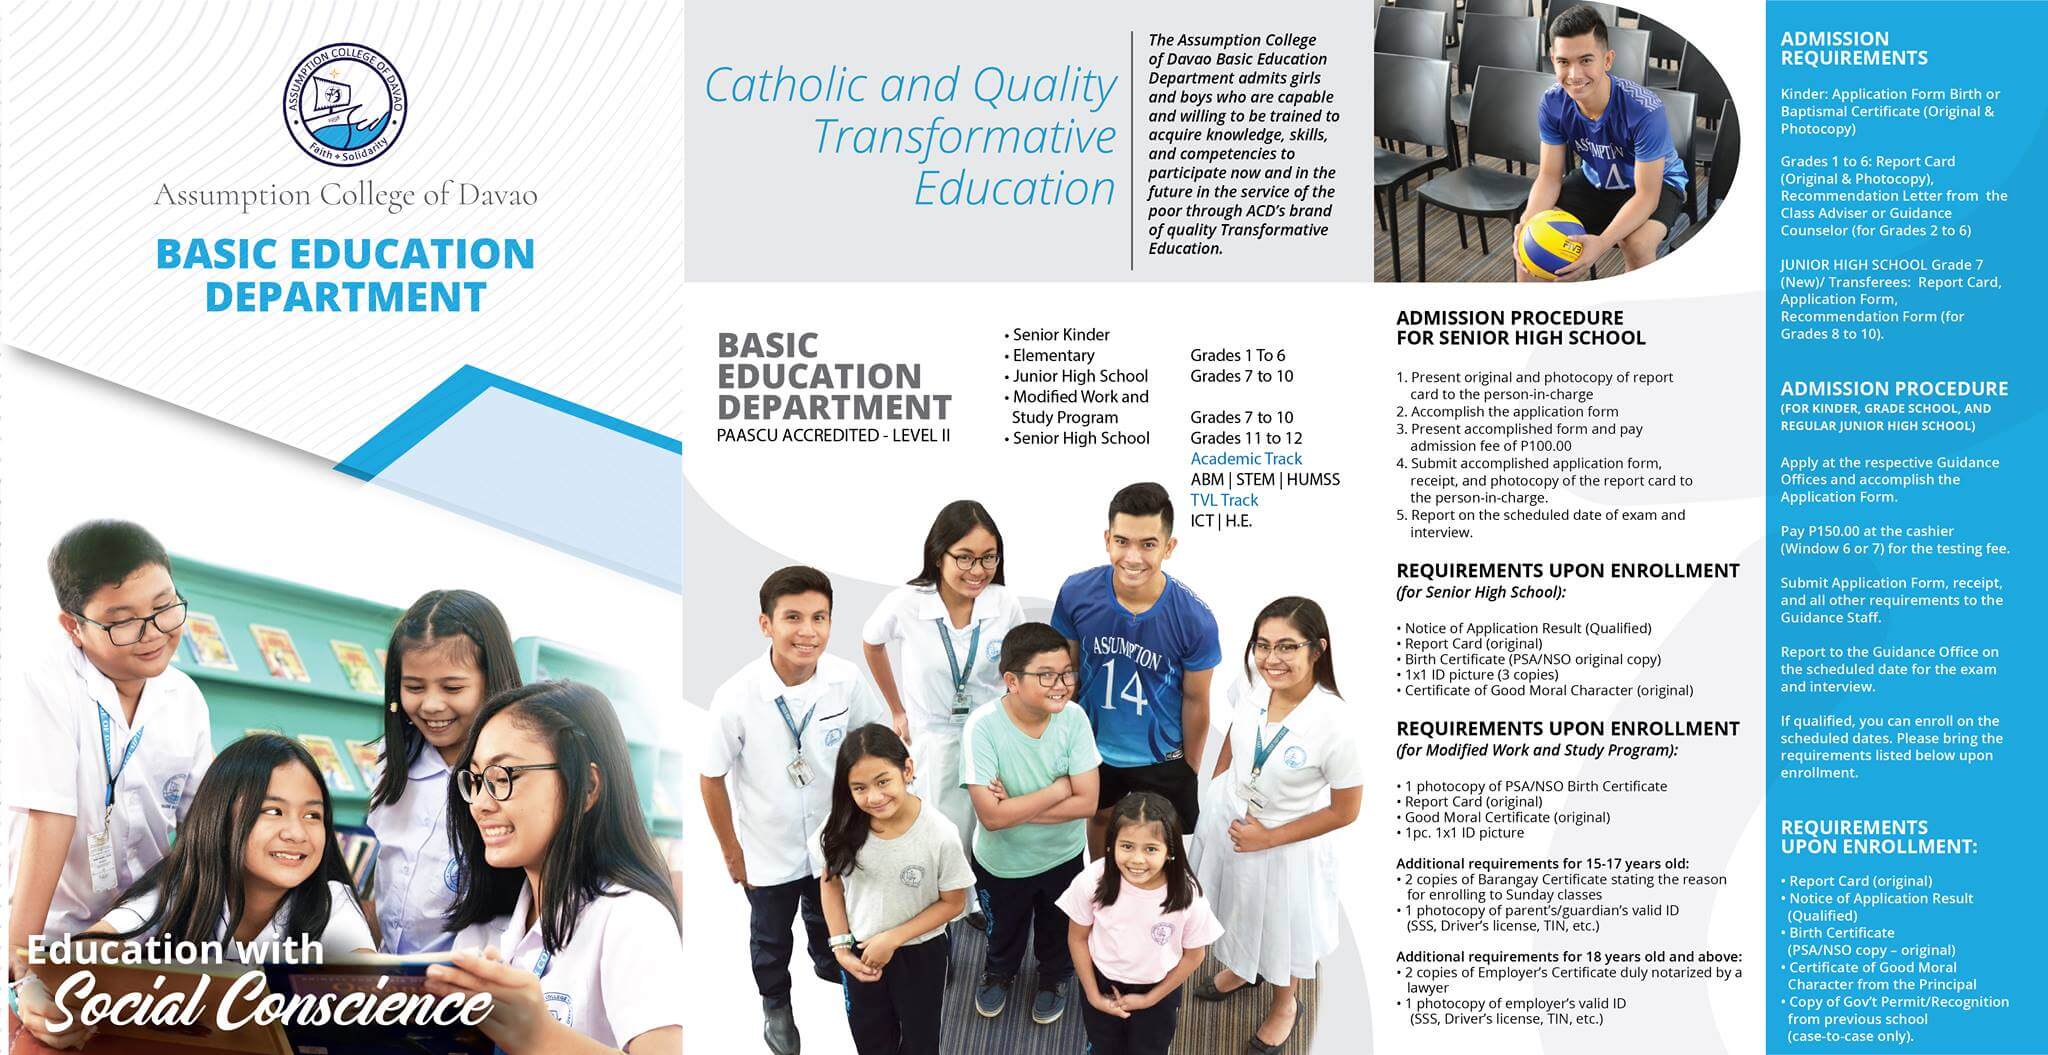 ASSUMPTION COLLEGE OF DAVAO
1958
Faith + Solidarity
Assumption College of Davao
BASIC EDUCATION
DEPARTMENT
Education with
Social Conscience
Catholic and Quality
Transformative
Education
The Assumption College
of Davao Basic Education
Department admits girls
and boys who are capable
and willing to be trained to
acquire knowledge, skills,
and competencies to
participate now and in the
future in the service of the
poor through ACD's brand
of quality Transformative
Education.
BASIC
EDUCATION
DEPARTMENT
PAASCU ACCREDITED - LEVEL II
• Senior Kinder
• Elementary Grades 1 To 6
• Junior High School Grades 7 to 10
• Modified Work and
Study Program Grades 7 to 10
• Senior High School Grades 11 to 12
Academic Track
ABM | STEM | HUMSS
TVL Track
ICT | H.E.
ASSUMPTION
14
ASSUMPTION
4
ADMISSION PROCEDURE
FOR SENIOR HIGH SCHOOL
1. Present original and photocopy of report
card to the person-in-charge
2. Accomplish the application form
3. Present accomplished form and pay
admission fee of P100.00
4. Submit accomplished application form,
receipt, and photocopy of the report card to
the person-in-charge.
5. Report on the scheduled date of exam and
interview.
REQUIREMENTS UPON ENROLLMENT
(for Senior High School):
• Notice of Application Result (Qualified)
• Report Card (original)
• Birth Certificate (PSA/NSO original copy)
• 1x1 ID picture (3 copies)
• Certificate of Good Moral Character (original)
REQUIREMENTS UPON ENROLLMENT
(for Modified Work and Study Program):
• 1 photocopy of PSA/NSO Birth Certificate
• Report Card (original)
• Good Moral Certificate (original)
• 1pc. 1x1 ID picture
Additional requirements for 15-17 years old:
• 2 copies of Barangay Certificate stating the reason
for enrolling to Sunday classes
• 1 photocopy of parent's/guardian's valid ID
(SSS, Driver's license, TIN, etc.)
Additional requirements for 18 years old and above:
• 2 copies of Employer's Certificate duly notarized by a
lawyer
• 1 photocopy of employer's valid ID
(SSS, Driver's license, TIN, etc.)
ADMISSION
REQUIREMENTS
Kinder: Application Form Birth or
Baptismal Certificate (Original &
Photocopy)
Grades 1 to 6: Report Card
(Original & Photocopy),
Recommendation Letter from the
Class Adviser or Guidance
Counselor (for Grades 2 to 6)
JUNIOR HIGH SCHOOL Grade 7
(New)/ Transferees: Report Card,
Application Form,
Recommendation Form (for
Grades 8 to 10).
ADMISSION PROCEDURE
(FOR KINDER, GRADE SCHOOL, AND
REGULAR JUNIOR HIGH SCHOOL)
Apply at the respective Guidance
Offices and accomplish the
Application Form.
Pay P150.00 at the cashier
(Window 6 or 7) for the testing fee.
Submit Application Form, receipt,
and all other requirements to the
Guidance Staff.
Report to the Guidance Office on
the scheduled date for the exam
and interview.
If qualified, you can enroll on the
scheduled dates. Please bring the
requirements listed below upon
enrollment.
REQUIREMENTS
UPON ENROLLMENT:
• Report Card (original)
• Notice of Application Result
(Qualified)
• Birth Certificate
(PSA/NSO copy – original)
• Certificate of Good Moral
Character from the Principal
• Copy of Gov't Permit/Recognition
from previous school
(case-to-case only).